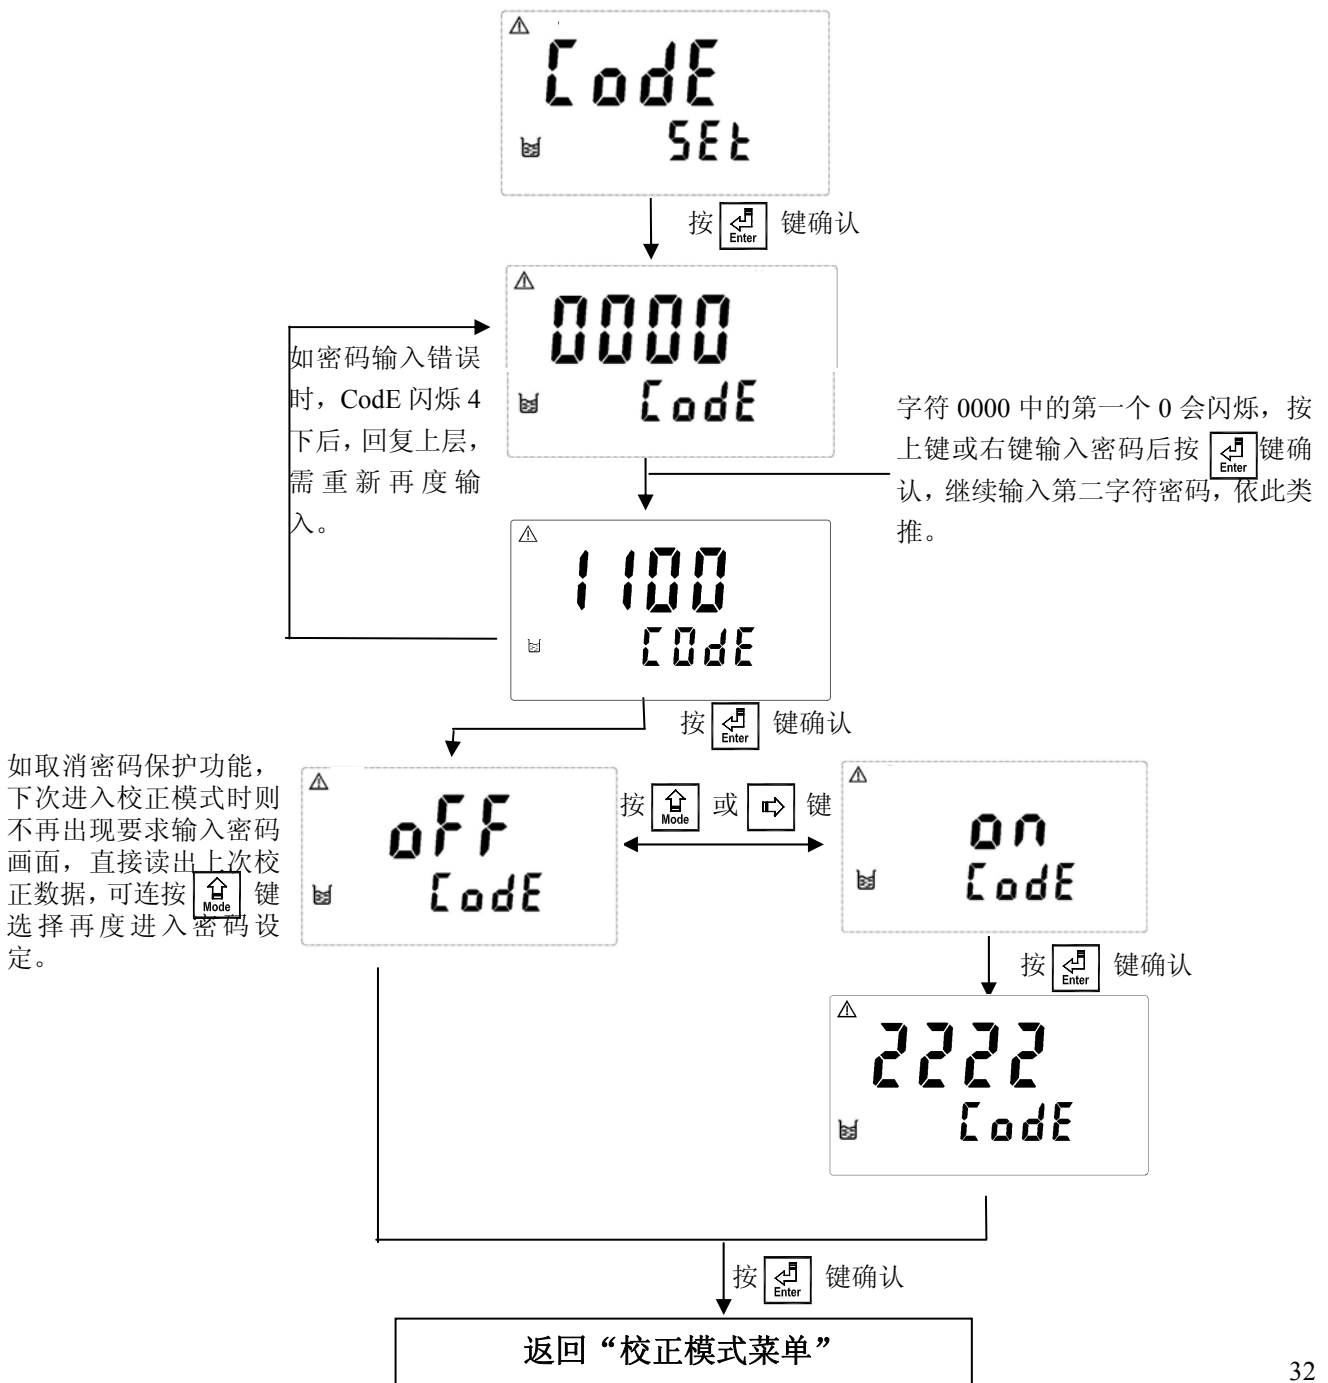 CodE
SEt
按 Enter 键确认
0000
CodE
如密码输入错误
时，CodE 闪烁 4
下后，回复上层，
需重新再度输
入。
字符 0000 中的第一个 0 会闪烁，按
上键或右键输入密码后按 Enter 键确
认，继续输入第二字符密码，依此类
推。
1100
C0dE
按 Enter 键确认
如取消密码保护功能，
下次进入校正模式时则
不再出现要求输入密码
画面，直接读出上次校
正数据，可连按 Mode 键
选择再度进入密码设
定。
oFF
CodE
按 Mode 或 键
on
CodE
按 Enter 键确认
2222
CodE
按 Enter 键确认
返回“校正模式菜单”
32